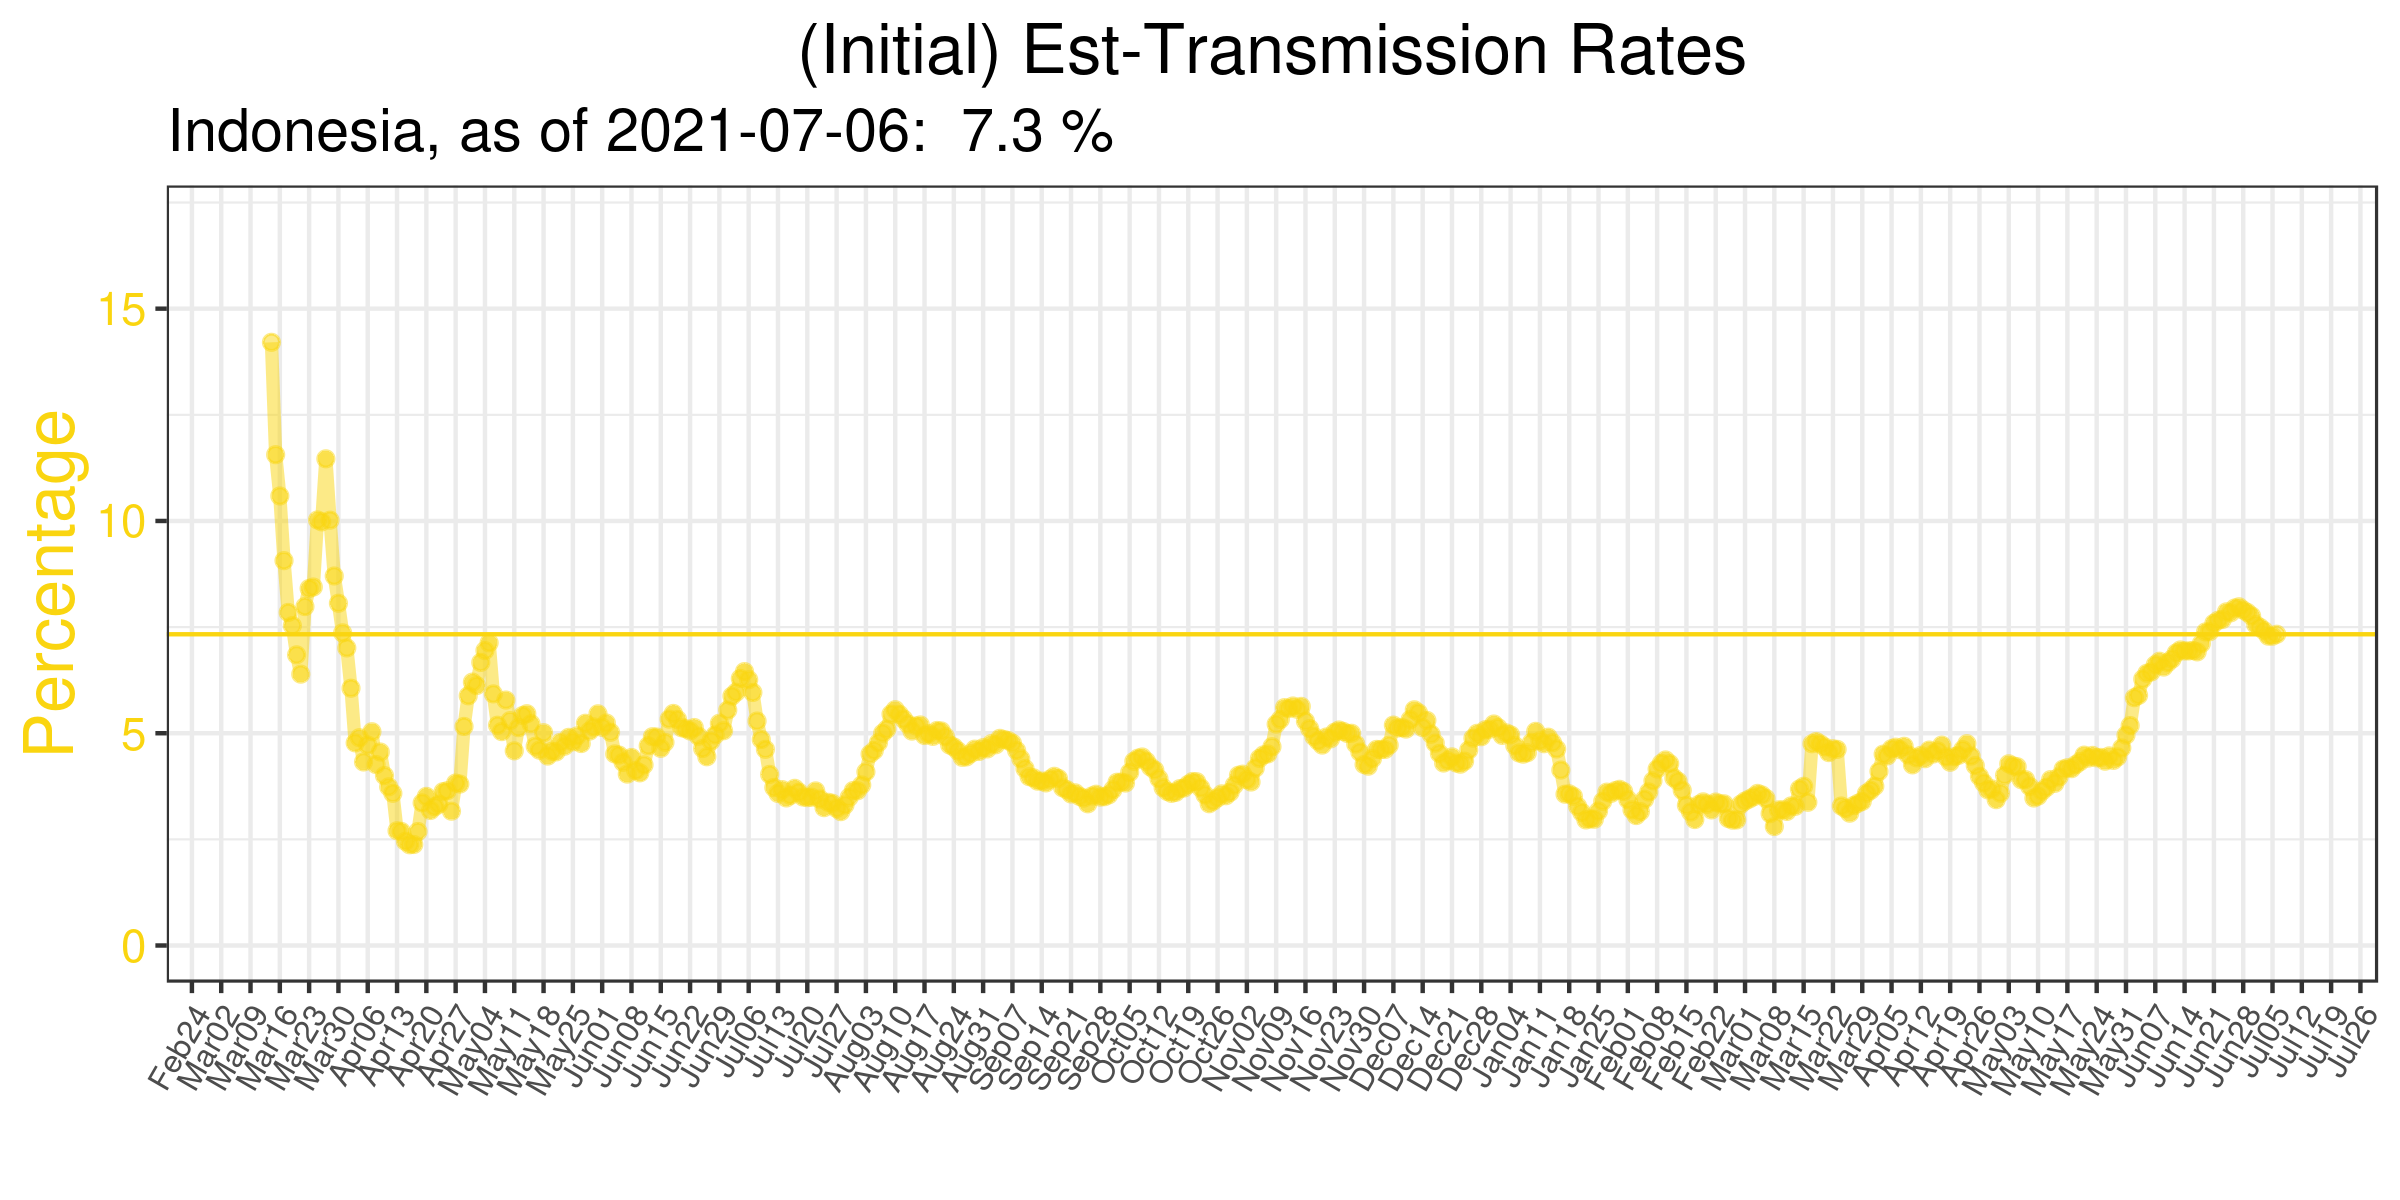 (Initial) Est-Transmission Rates
Indonesia, as of 2021-07-06:  7.3 %
Percentage
15
10
5
0
Feb24
Mar02
Mar09
Mar16
Mar23
Mar30
Apr06
Apr13
Apr20
Apr27
May04
May11
May18
May25
Jun01
Jun08
Jun15
Jun22
Jun29
Jul06
Jul13
Jul20
Jul27
Aug03
Aug10
Aug17
Aug24
Aug31
Sep07
Sep14
Sep21
Sep28
Oct05
Oct12
Oct19
Oct26
Nov02
Nov09
Nov16
Nov23
Nov30
Dec07
Dec14
Dec21
Dec28
Jan04
Jan11
Jan18
Jan25
Feb01
Feb08
Feb15
Feb22
Mar01
Mar08
Mar15
Mar22
Mar29
Apr05
Apr12
Apr19
Apr26
May03
May10
May17
May24
May31
Jun07
Jun14
Jun21
Jun28
Jul05
Jul12
Jul19
Jul26